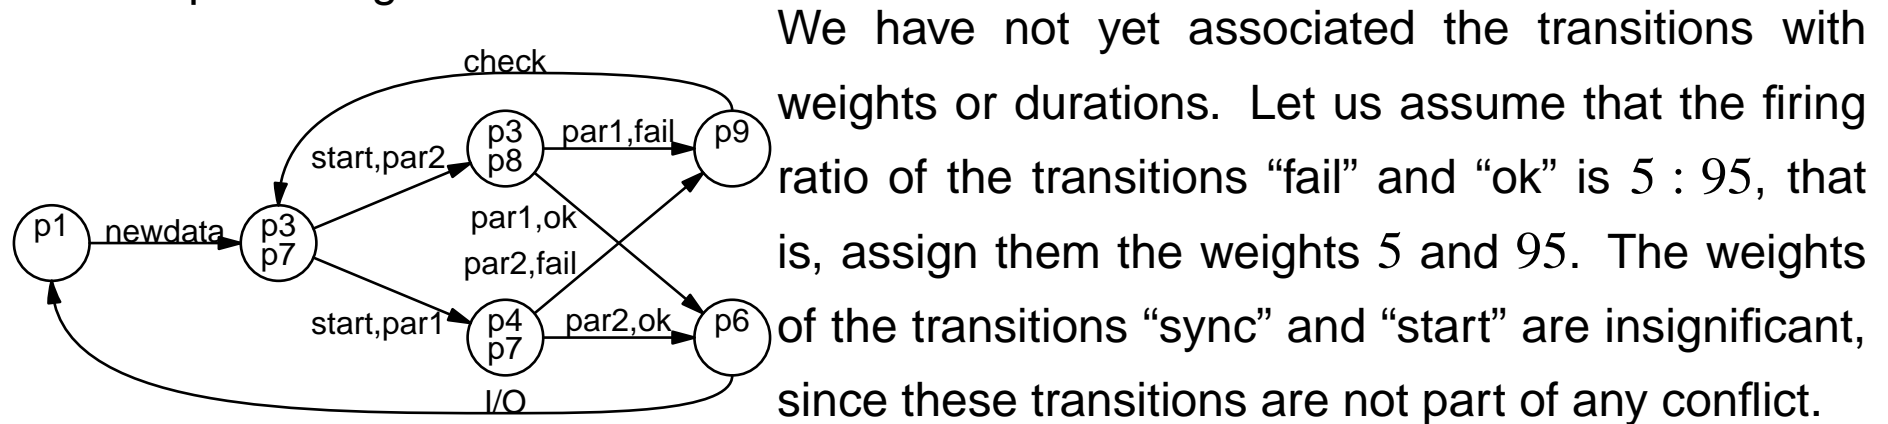 check
p3
p8
par1,fail
p9
start,par2
p1
newdata
p3
p7
par1,ok
par2,fail
start,par1
p4
p7
par2,ok
p6
I/O
We have not yet associated the transitions with
weights or durations. Let us assume that the firing
ratio of the transitions “fail” and “ok” is 5 : 95, that
is, assign them the weights 5 and 95. The weights
of the transitions “sync” and “start” are insignificant,
since these transitions are not part of any conflict.